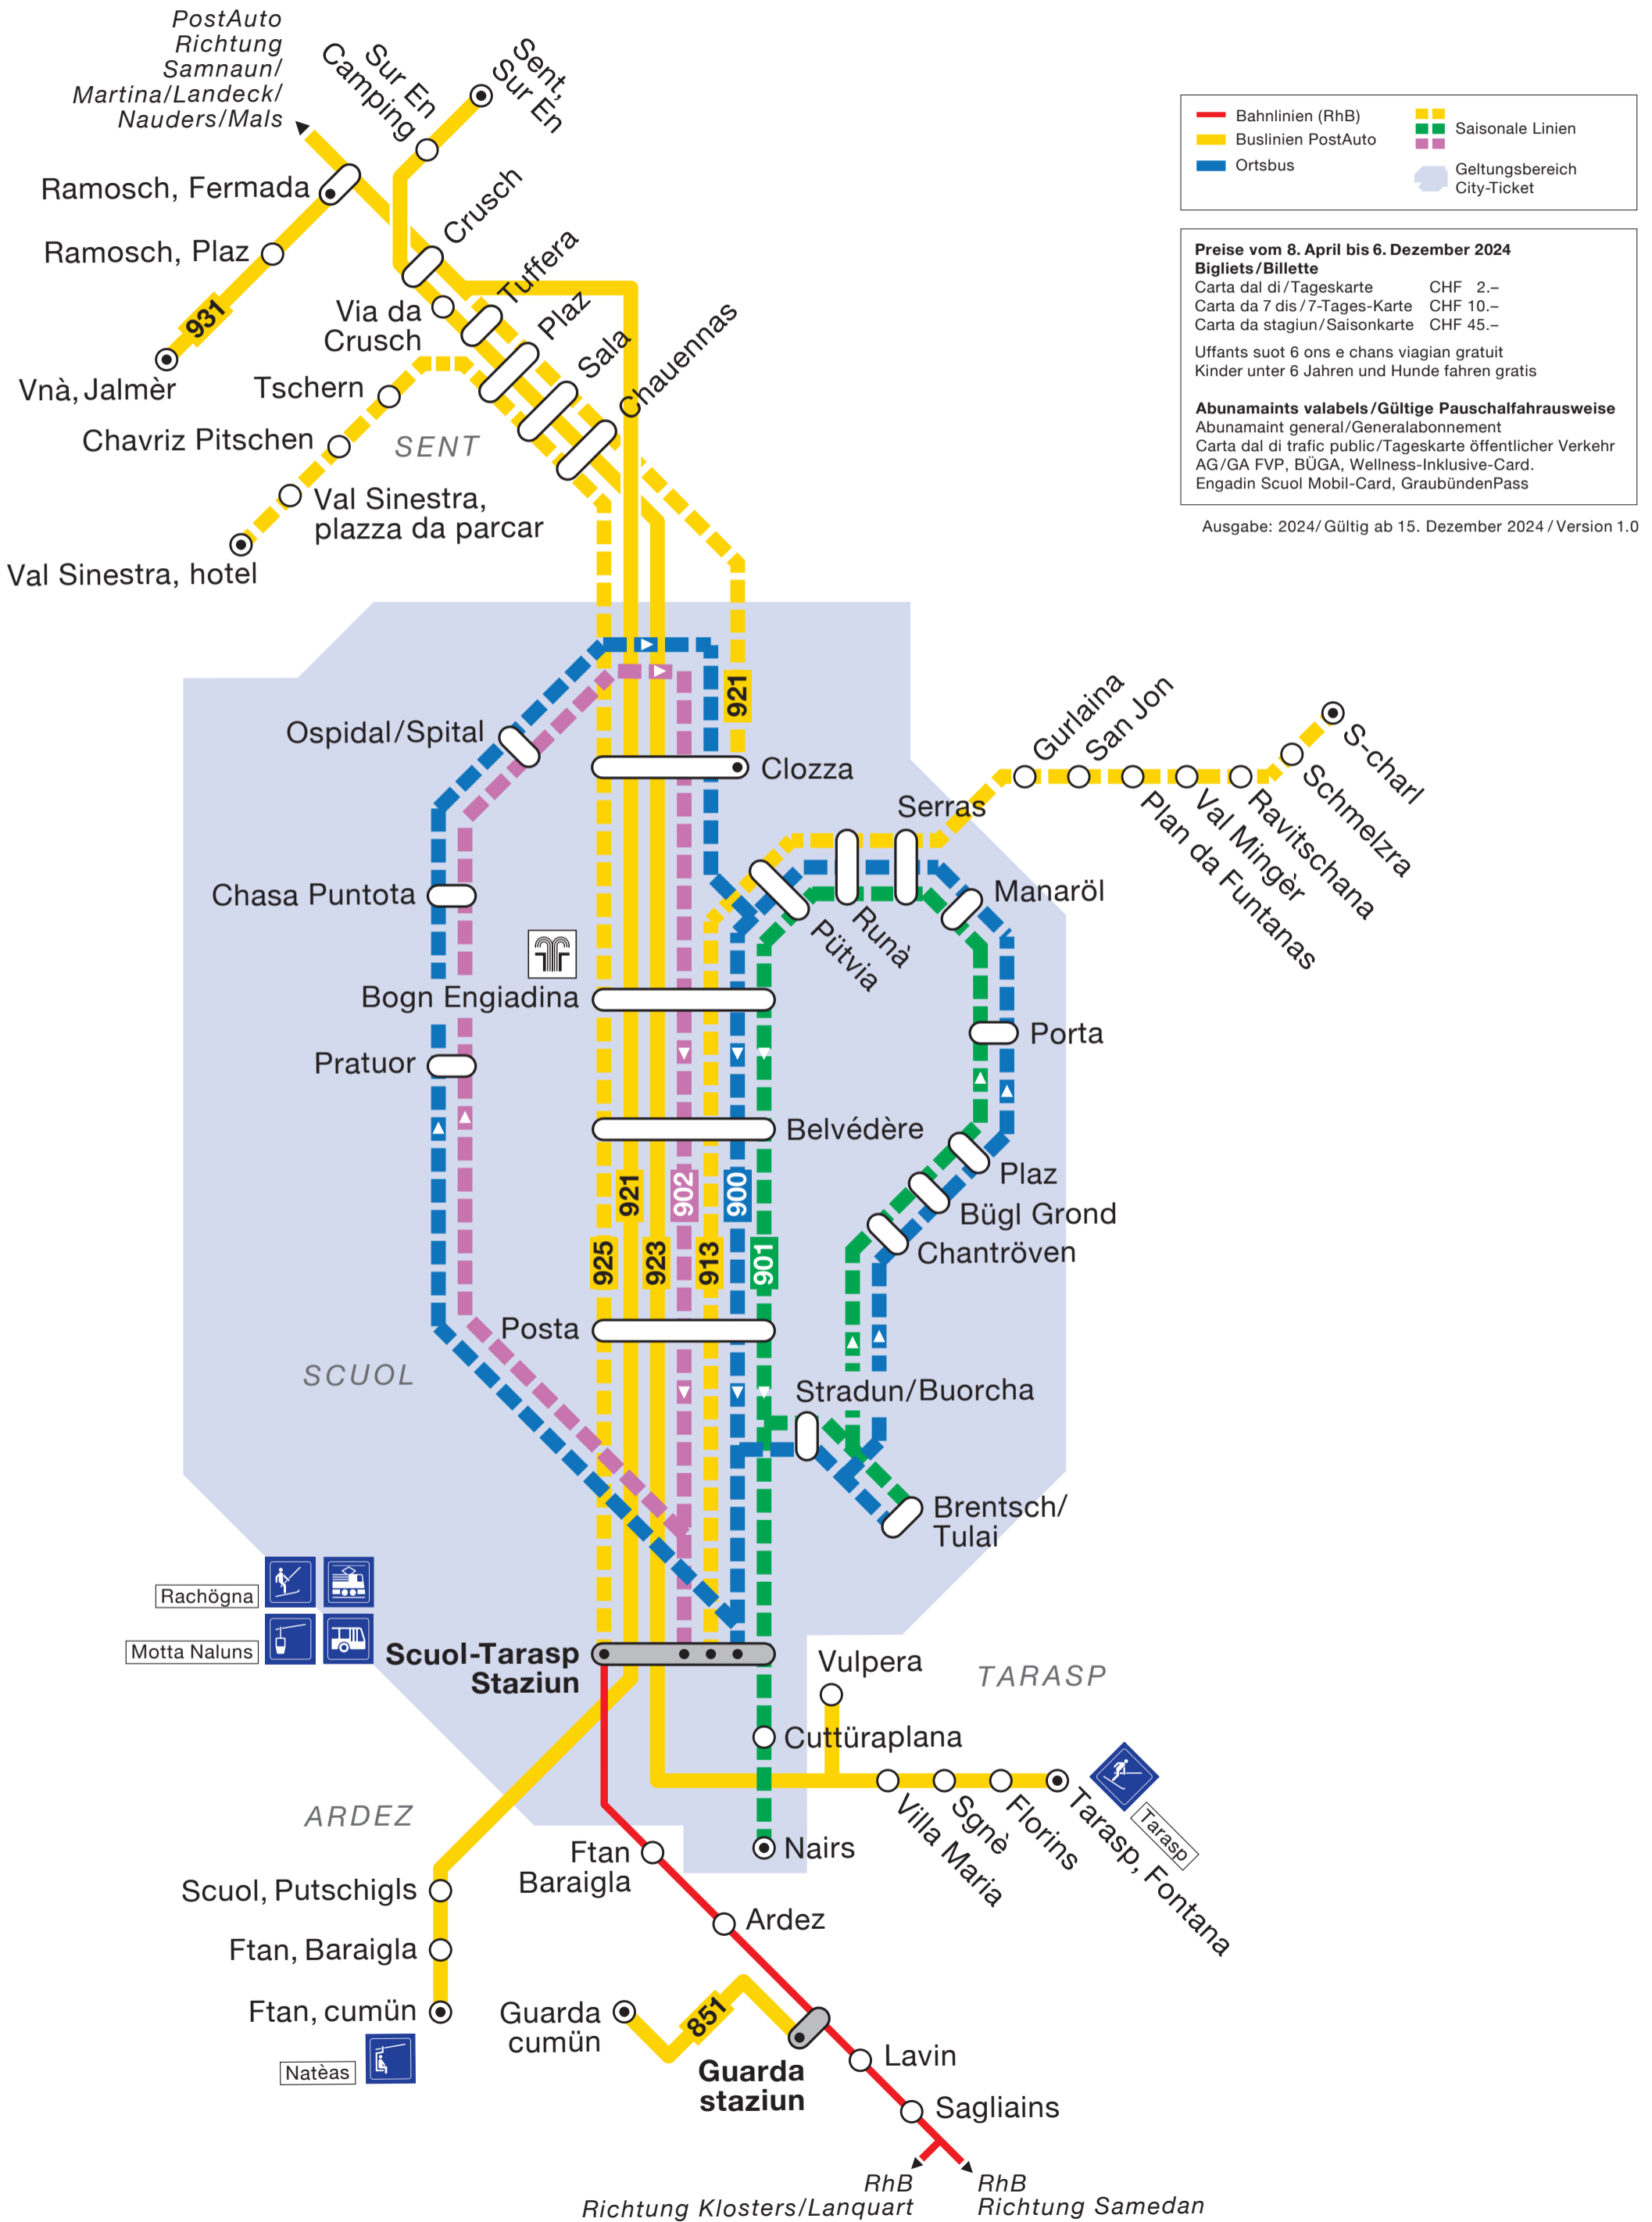 PostAuto
Richtung
Samnaun/
Martina/Landeck/
Nauders/Mals
Sur En
Camping
Sent,
Sur En
Ramosch, Fermada
Crusch
Ramosch, Plaz
Tuffera
931
Via da
Crusch
Plaz
Vnà, Jalmèr
Sala
Tschern
Chauennas
Chavriz Pitschen
SENT
Val Sinestra,
plazza da parcar
Val Sinestra, hotel
Bahnlinien (RhB)
Buslinien PostAuto
Ortsbus
Saisonale Linien
Geltungsbereich
City-Ticket
Preise vom 8. April bis 6. Dezember 2024
Bigliets/Billette
Carta dal di/Tageskarte CHF 2.–
Carta da 7 dis/7-Tages-Karte CHF 10.–
Carta da stagiun/Saisonkarte CHF 45.–
Uffants suot 6 ons e chans viagian gratuit
Kinder unter 6 Jahren und Hunde fahren gratis
Abunamaints valabels/Gültige Pauschalfahrausweise
Abunamaint general/Generalabonnement
Carta dal di trafic public/Tageskarte öffentlicher Verkehr
AG/GA FVP, BÜGA, Wellness-Inklusive-Card.
Engadin Scuol Mobil-Card, GraubündenPass
Ausgabe: 2024/Gültig ab 15. Dezember 2024/Version 1.0
921
Ospidal/Spital
Clozza
Gurlaina
San Jon
S-charl
Schmelzra
Ravitschana
Val Mingèr
Plan da Funtanas
Serras
Chasa Puntota
Manaröl
Runà
Pütvia
Bogn Engiadina
Porta
Pratuor
Belvédère
Plaz
921
902
900
Bügl Grond
925
923
913
901
Chantröven
Posta
SCUOL
Stradun/Buorcha
Brentsch/
Tulai
Rachögna
Motta Naluns
Scuol-Tarasp
Staziun
Vulpera
TARASP
Cuttüraplana
ARDEZ
Villa Maria
Sgnè
Florins
Tarasp, Fontana
Tarasp
Nairs
Ftan
Baraigla
Scuol, Putschigls
Ardez
Ftan, Baraigla
Ftan, cumün
Natèas
Guarda
cumün
851
Guarda
staziun
Lavin
Sagliains
RhB
Richtung Klosters/Lanquart
RhB
Richtung Samedan